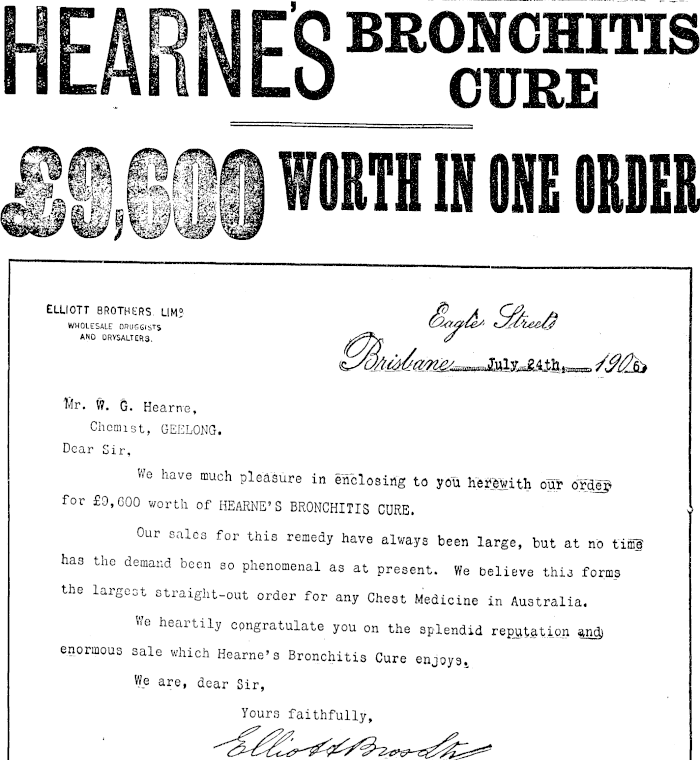 HEARNE'S BRONCHITIS
CURE
£9,600 WORTH IN ONE ORDER
ELLIOTT BROTHERS. LIMD
WHOLESALE DRUGGISTS
AND DRYSALTERS.
Eagle Street
Brisbane July 24th, 1906,
Mr. W. G. Hearne,
Chemist, GEELONG.
Dear Sir,
We have much pleasure in enclosing to you herewith our order
for £9,600 worth of HEARNE'S BRONCHITIS CURE.
Our sales for this remedy have always been large, but at no time
has the demand been so phenomenal as at present. We believe this forms
the largest straight-out order for any Chest Medicine in Australia.
We heartily congratulate you on the splendid reputation and
enormous sale which Hearne's Bronchitis Cure enjoys.
We are, dear Sir,
Yours faithfully,
Elliott Bros Ltd